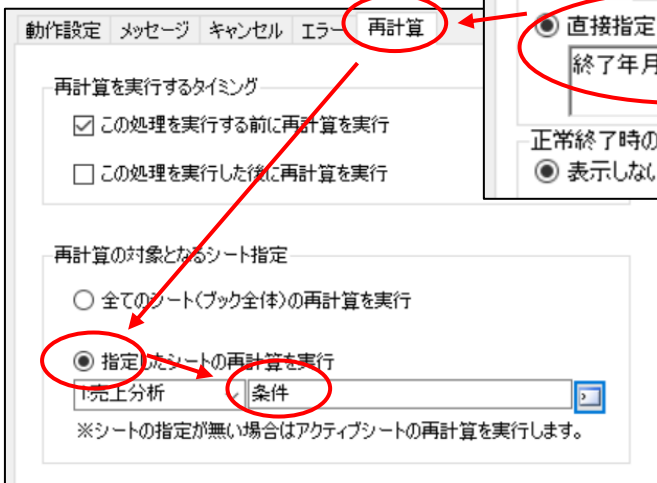 動作設定 メッセージ キャンセル エラー 再計算
再計算を実行するタイミング
この処理を実行する前に再計算を実行
この処理を実行した後に再計算を実行
再計算の対象となるシート指定
全てのシート(ブック全体)の再計算を実行
指定したシートの再計算を実行
1:売上分析 条件
※シートの指定が無い場合はアクティブシートの再計算を実行します。
直接指定
終了年月
正常終了時の
表示しない